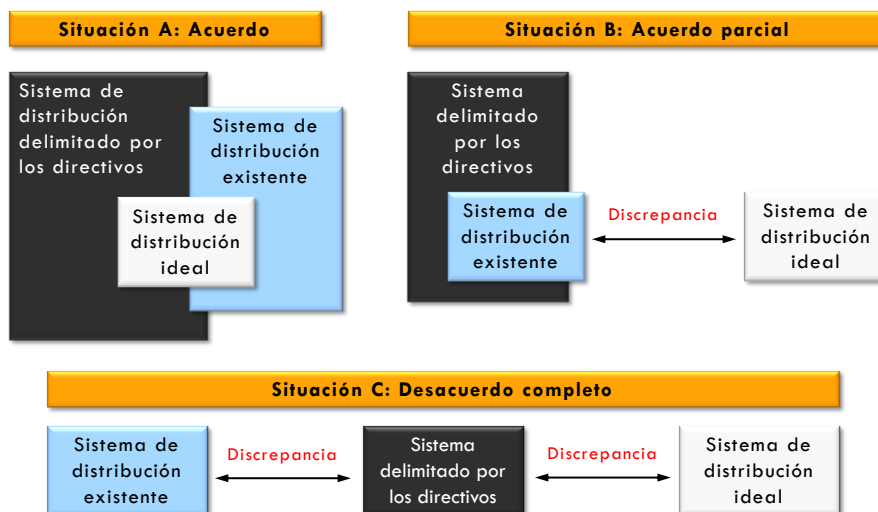 Situación A: Acuerdo
Sistema de
distribución
delimitado por
los directivos
Sistema de
distribución
existente
Sistema de
distribución
ideal
Situación B: Acuerdo parcial
Sistema
delimitado
por los
directivos
Sistema de
distribución
existente
Discrepancia
Sistema de
distribución
ideal
Situación C: Desacuerdo completo
Sistema de
distribución
existente
Discrepancia
Sistema
delimitado por
los directivos
Discrepancia
Sistema de
distribución
ideal